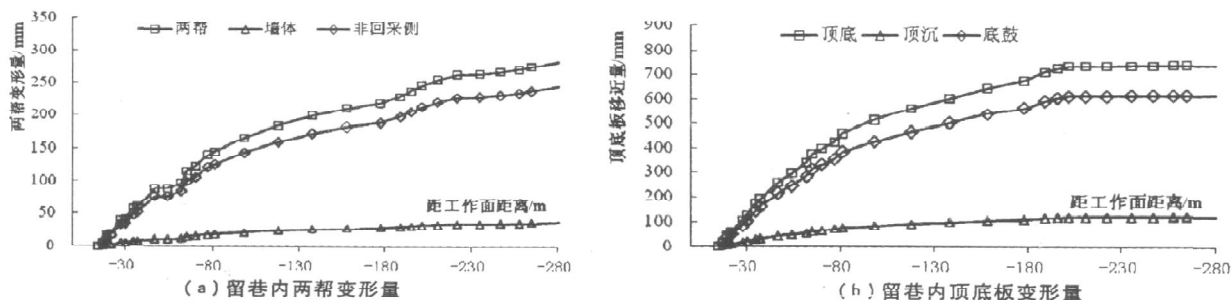 两帮变形量/mm
350
300
250
200
150
100
50
0
两帮 墙体 非回采侧
距工作面距离/m
-30 -80 -130 -180 -230 -280
(a)留巷内两帮变形量
顶底板移近量/mm
900
800
700
600
500
400
300
200
100
0
顶底 顶沉 底鼓
距工作面距离/m
-30 -80 -130 -180 -230 -280
(b)留巷内顶底板变形量